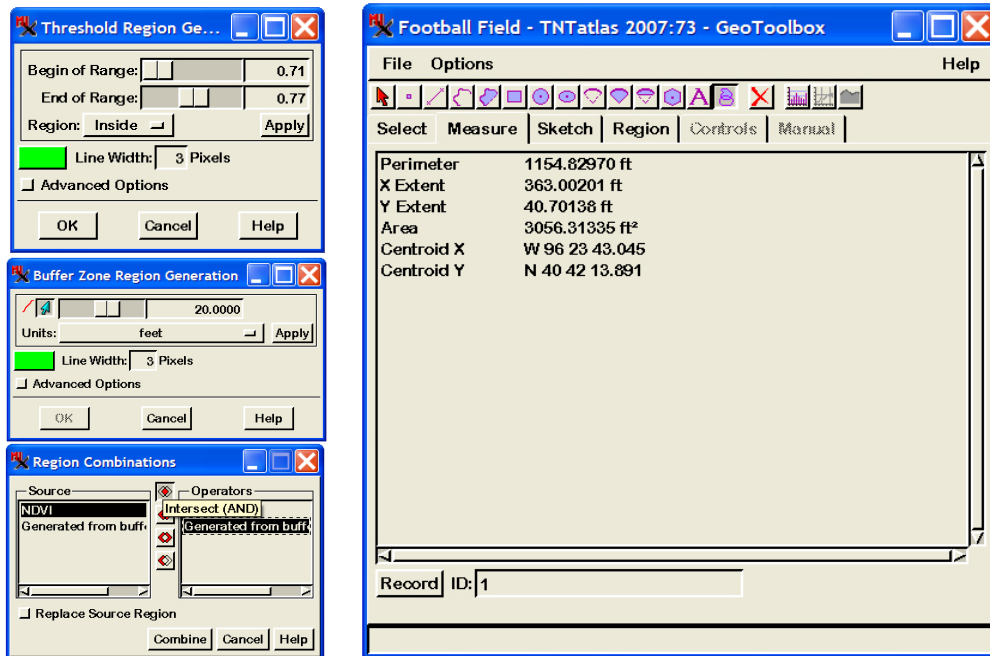 Threshold Region Ge...
Begin of Range: 0.71
End of Range: 0.77
Region: Inside Apply
Line Width: 3 Pixels
Advanced Options
OK Cancel Help
Buffer Zone Region Generation
20.0000
Units: feet Apply
Line Width: 3 Pixels
Advanced Options
OK Cancel Help
Region Combinations
Source Operators
NDVI Intersect (AND)
Generated from buff Generated from buff
Replace Source Region
Combine Cancel Help
Football Field - TNTatlas 2007:73 - GeoToolbox
File Options Help
A
Select Measure Sketch Region Controls Manual
Perimeter 1154.82970 ft
X Extent 363.00201 ft
Y Extent 40.70138 ft
Area 3056.31335 ft²
Centroid X W 96 23 43.045
Centroid Y N 40 42 13.891
Record ID: 1